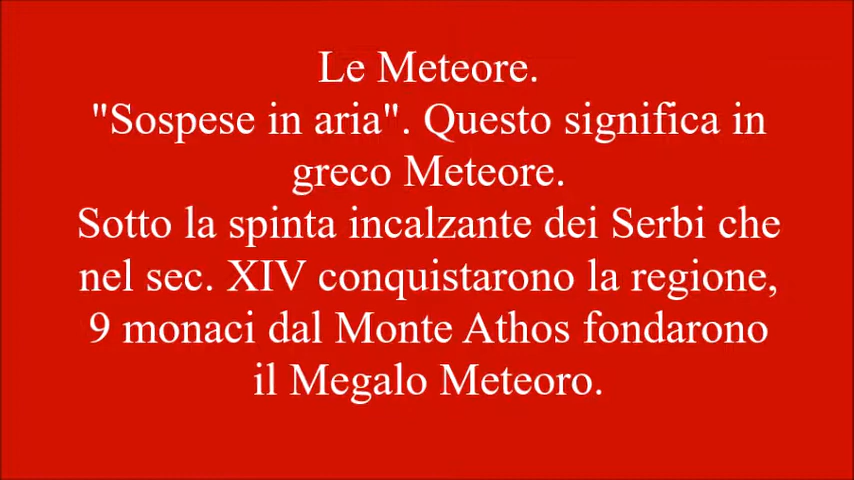 Le Meteore.
"Sospese in aria". Questo significa in
greco Meteore.
Sotto la spinta incalzante dei Serbi che
nel sec. XIV conquistarono la regione,
9 monaci dal Monte Athos fondarono
il Megalo Meteoro.